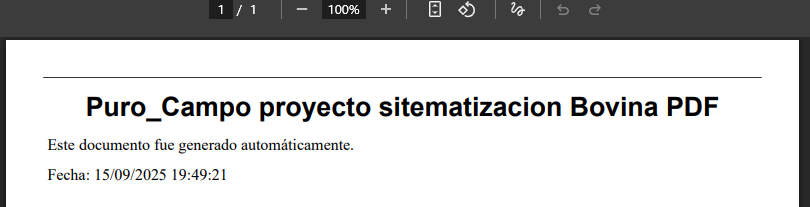 1 / 1 100%
Puro_Campo proyecto sitematizacion Bovina PDF
Este documento fue generado automáticamente.
Fecha: 15/09/2025 19:49:21